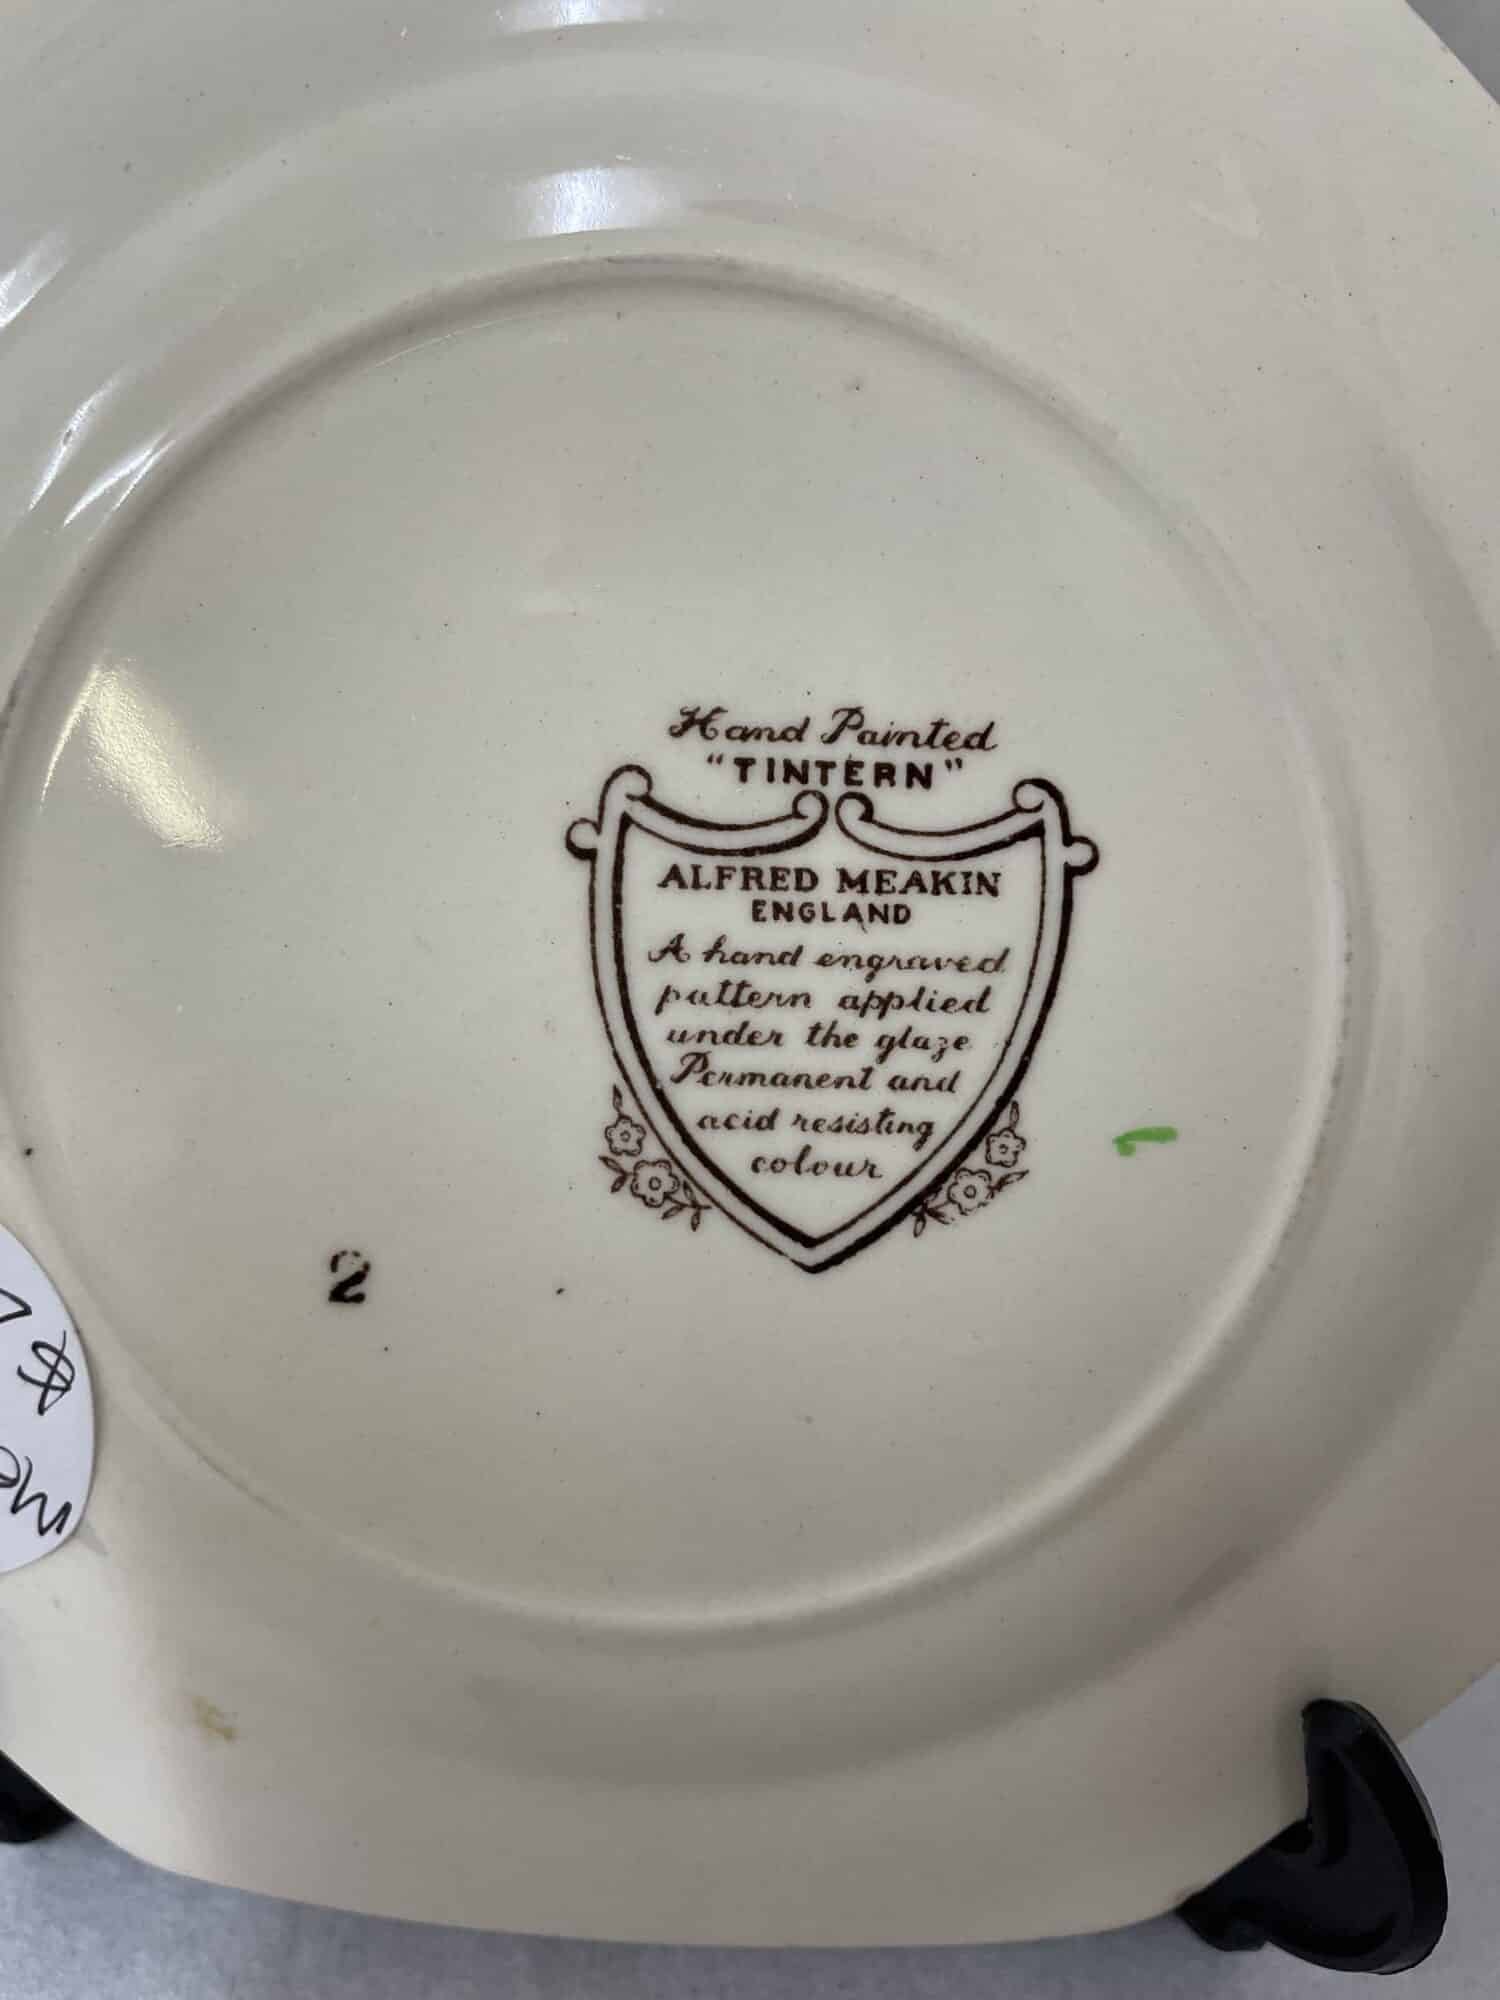 Hand Painted
"TINTERN"
ALFRED MEAKIN
ENGLAND
A hand engraved
pattern applied
under the glaze
Permanent and
acid resisting
colour
2
$